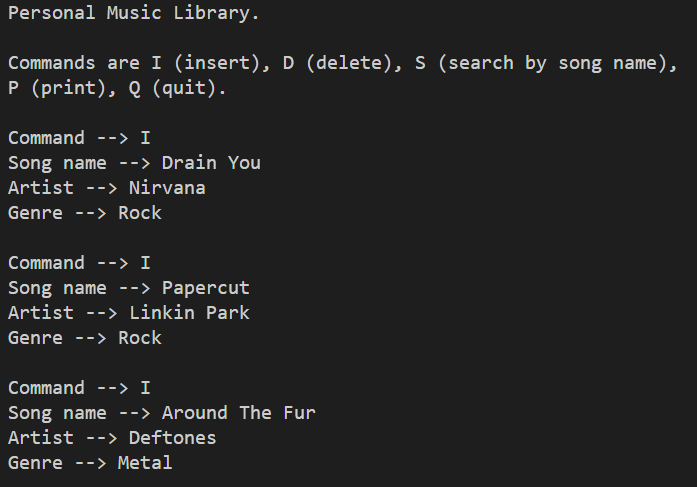 Personal Music Library.
Commands are I (insert), D (delete), S (search by song name),
P (print), Q (quit).
Command --> I
Song name --> Drain You
Artist --> Nirvana
Genre --> Rock
Command --> I
Song name --> Papercut
Artist --> Linkin Park
Genre --> Rock
Command --> I
Song name --> Around The Fur
Artist --> Deftones
Genre --> Metal